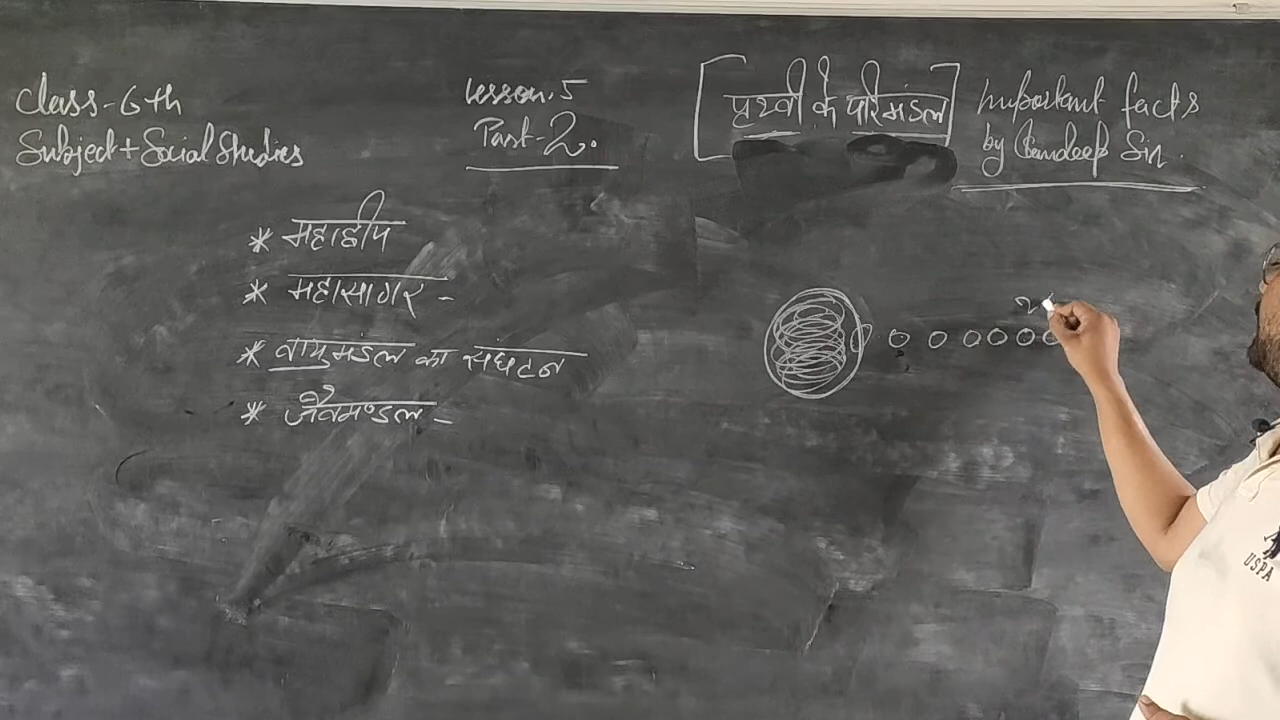 Class-6th
Subject+Social Studies
Lesson.5
Part-2.
पृथ्वी के परिमंडल
Important facts
by Sandeep Sir.
* महाद्वीप
* महासागर -
* वायुमंडल का संघटन
* जैवमण्डल -
USPA